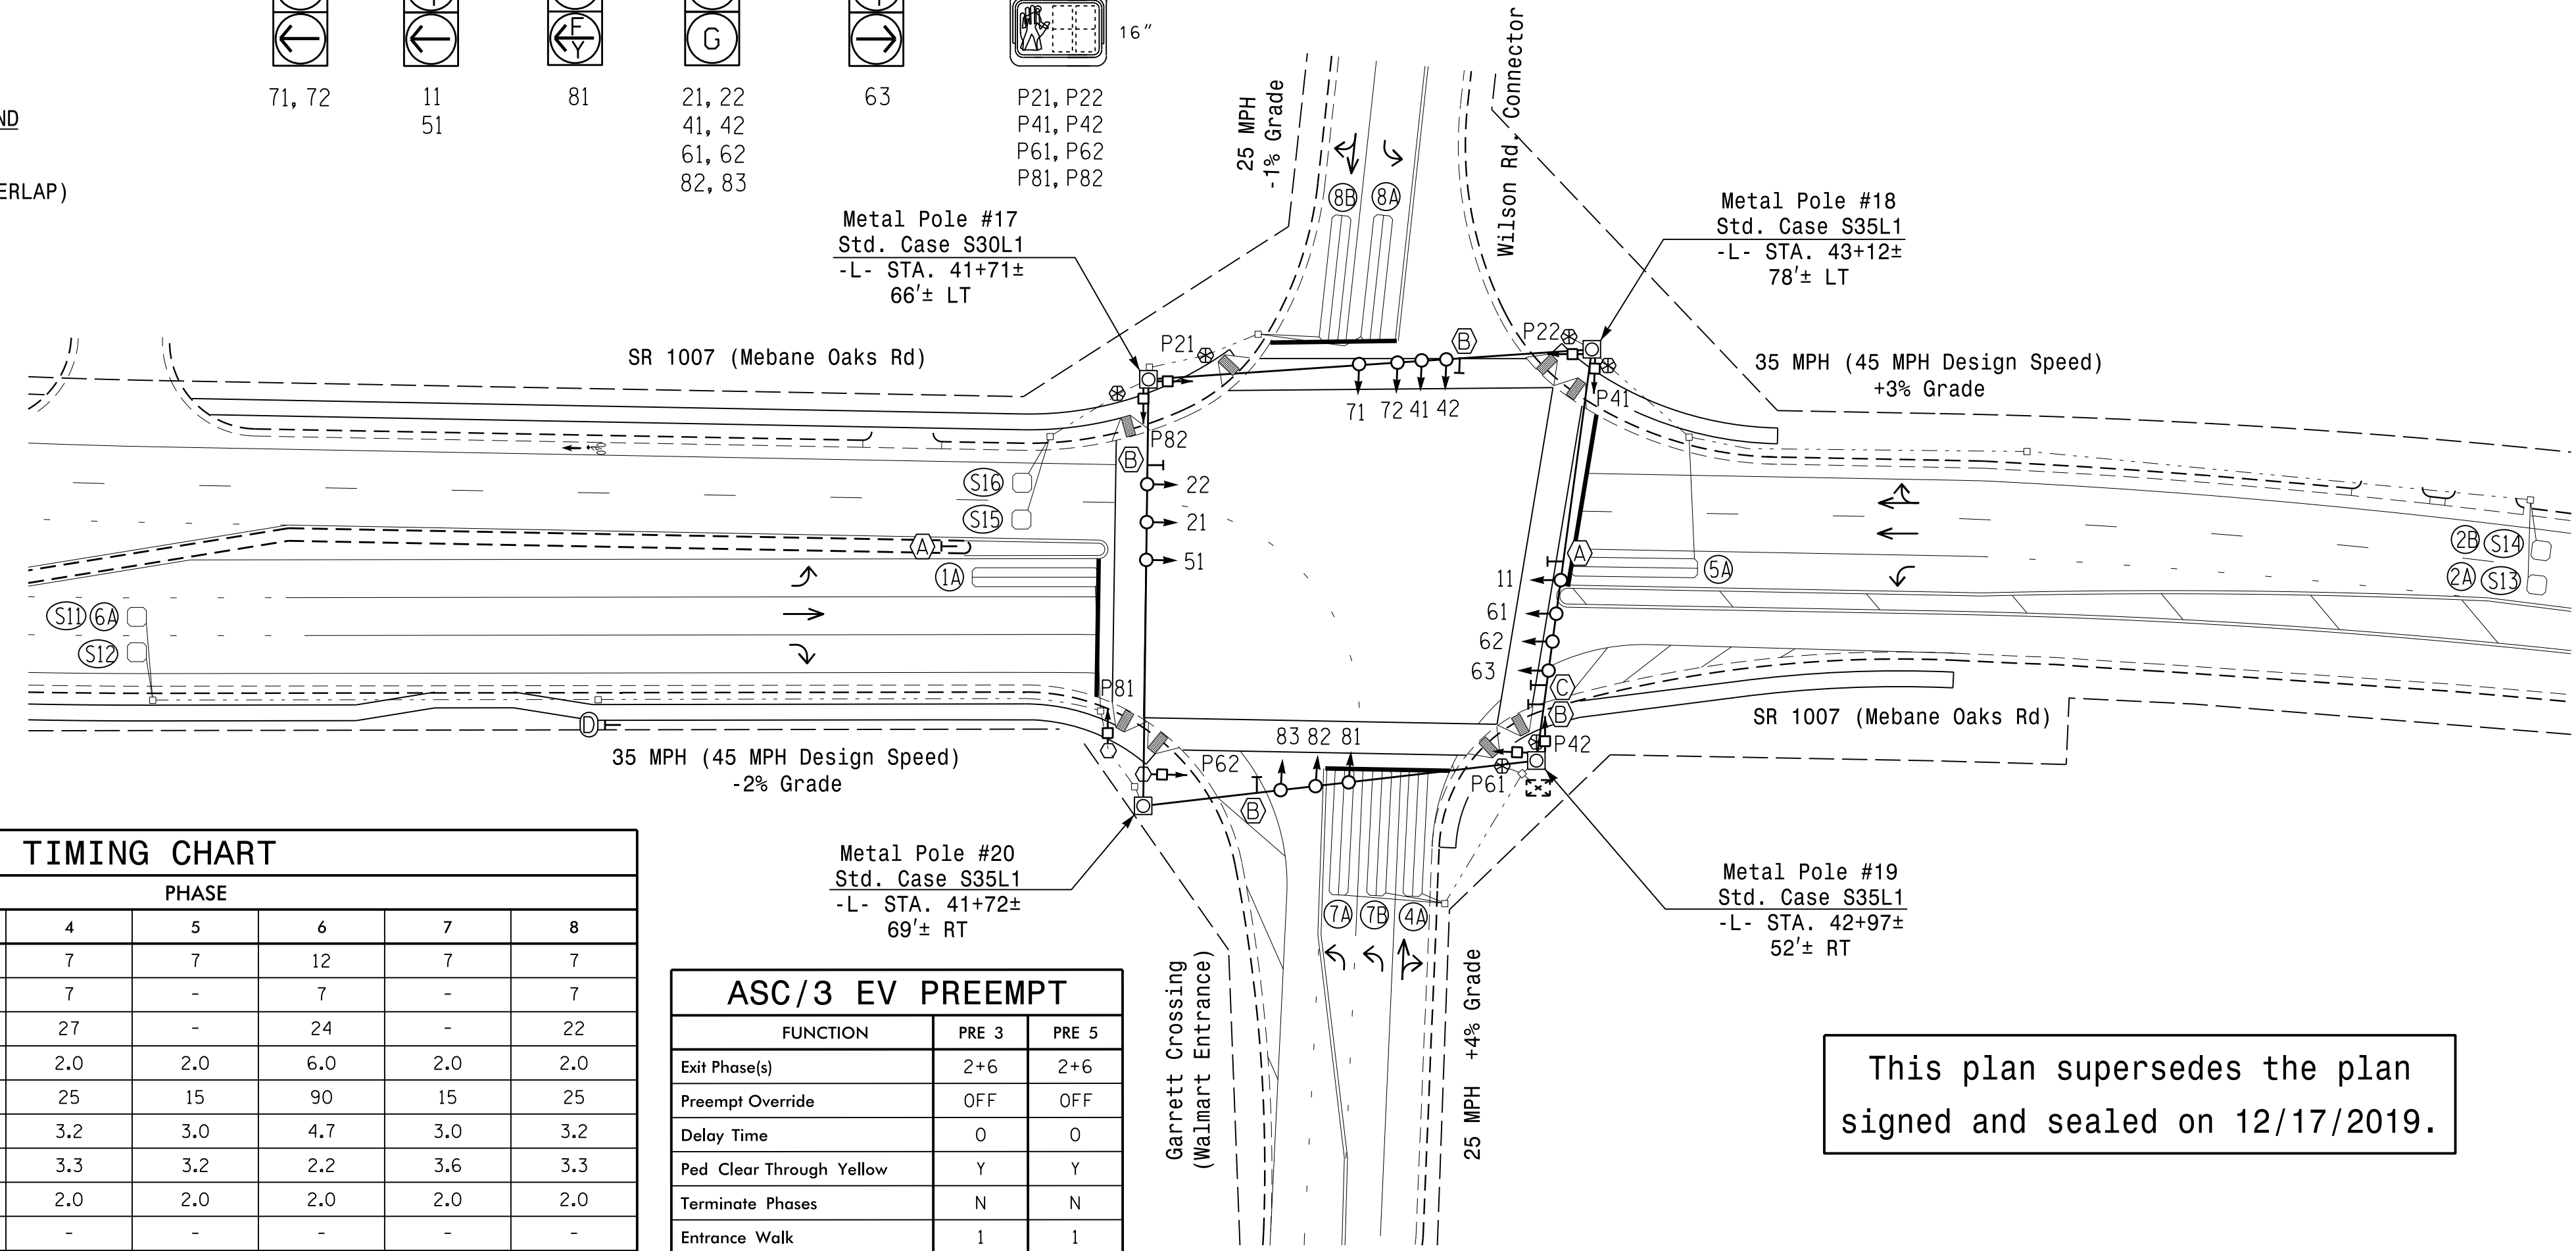 16"
71, 72
11
51
81
21, 22
41, 42
61, 62
82, 83
63
P21, P22
P41, P42
P61, P62
P81, P82
F
Y
G
ND
ERLAP)
25 MPH
-1% Grade
Wilson Rd. Connector
8B
8A
Metal Pole #17
Std. Case S30L1
-L- STA. 41+71±
66'± LT
Metal Pole #18
Std. Case S35L1
-L- STA. 43+12±
78'± LT
SR 1007 (Mebane Oaks Rd)
P21
B
P22
35 MPH (45 MPH Design Speed)
+3% Grade
71
72
41
42
P41
P82
B
S16
22
S15
21
A
51
1A
A
5A
11
2B
S14
2A
S13
S11
6A
S12
61
62
63
C
B
P81
D
P42
SR 1007 (Mebane Oaks Rd)
35 MPH (45 MPH Design Speed)
-2% Grade
P62
83
82
81
P61
B
Metal Pole #20
Std. Case S35L1
-L- STA. 41+72±
69'± RT
Metal Pole #19
Std. Case S35L1
-L- STA. 42+97±
52'± RT
7A
7B
4A
Garrett Crossing
(Walmart Entrance)
25 MPH +4% Grade
TIMING CHART
PHASE
4 5 6 7 8
7 7 12 7 7
7 - 7 - 7
27 - 24 - 22
2.0 2.0 6.0 2.0 2.0
25 15 90 15 25
3.2 3.0 4.7 3.0 3.2
3.3 3.2 2.2 3.6 3.3
2.0 2.0 2.0 2.0 2.0
- - - - -
ASC/3 EV PREEMPT
FUNCTION PRE 3 PRE 5
Exit Phase(s) 2+6 2+6
Preempt Override OFF OFF
Delay Time 0 0
Ped Clear Through Yellow Y Y
Terminate Phases N N
Entrance Walk 1 1
This plan supersedes the plan
signed and sealed on 12/17/2019.